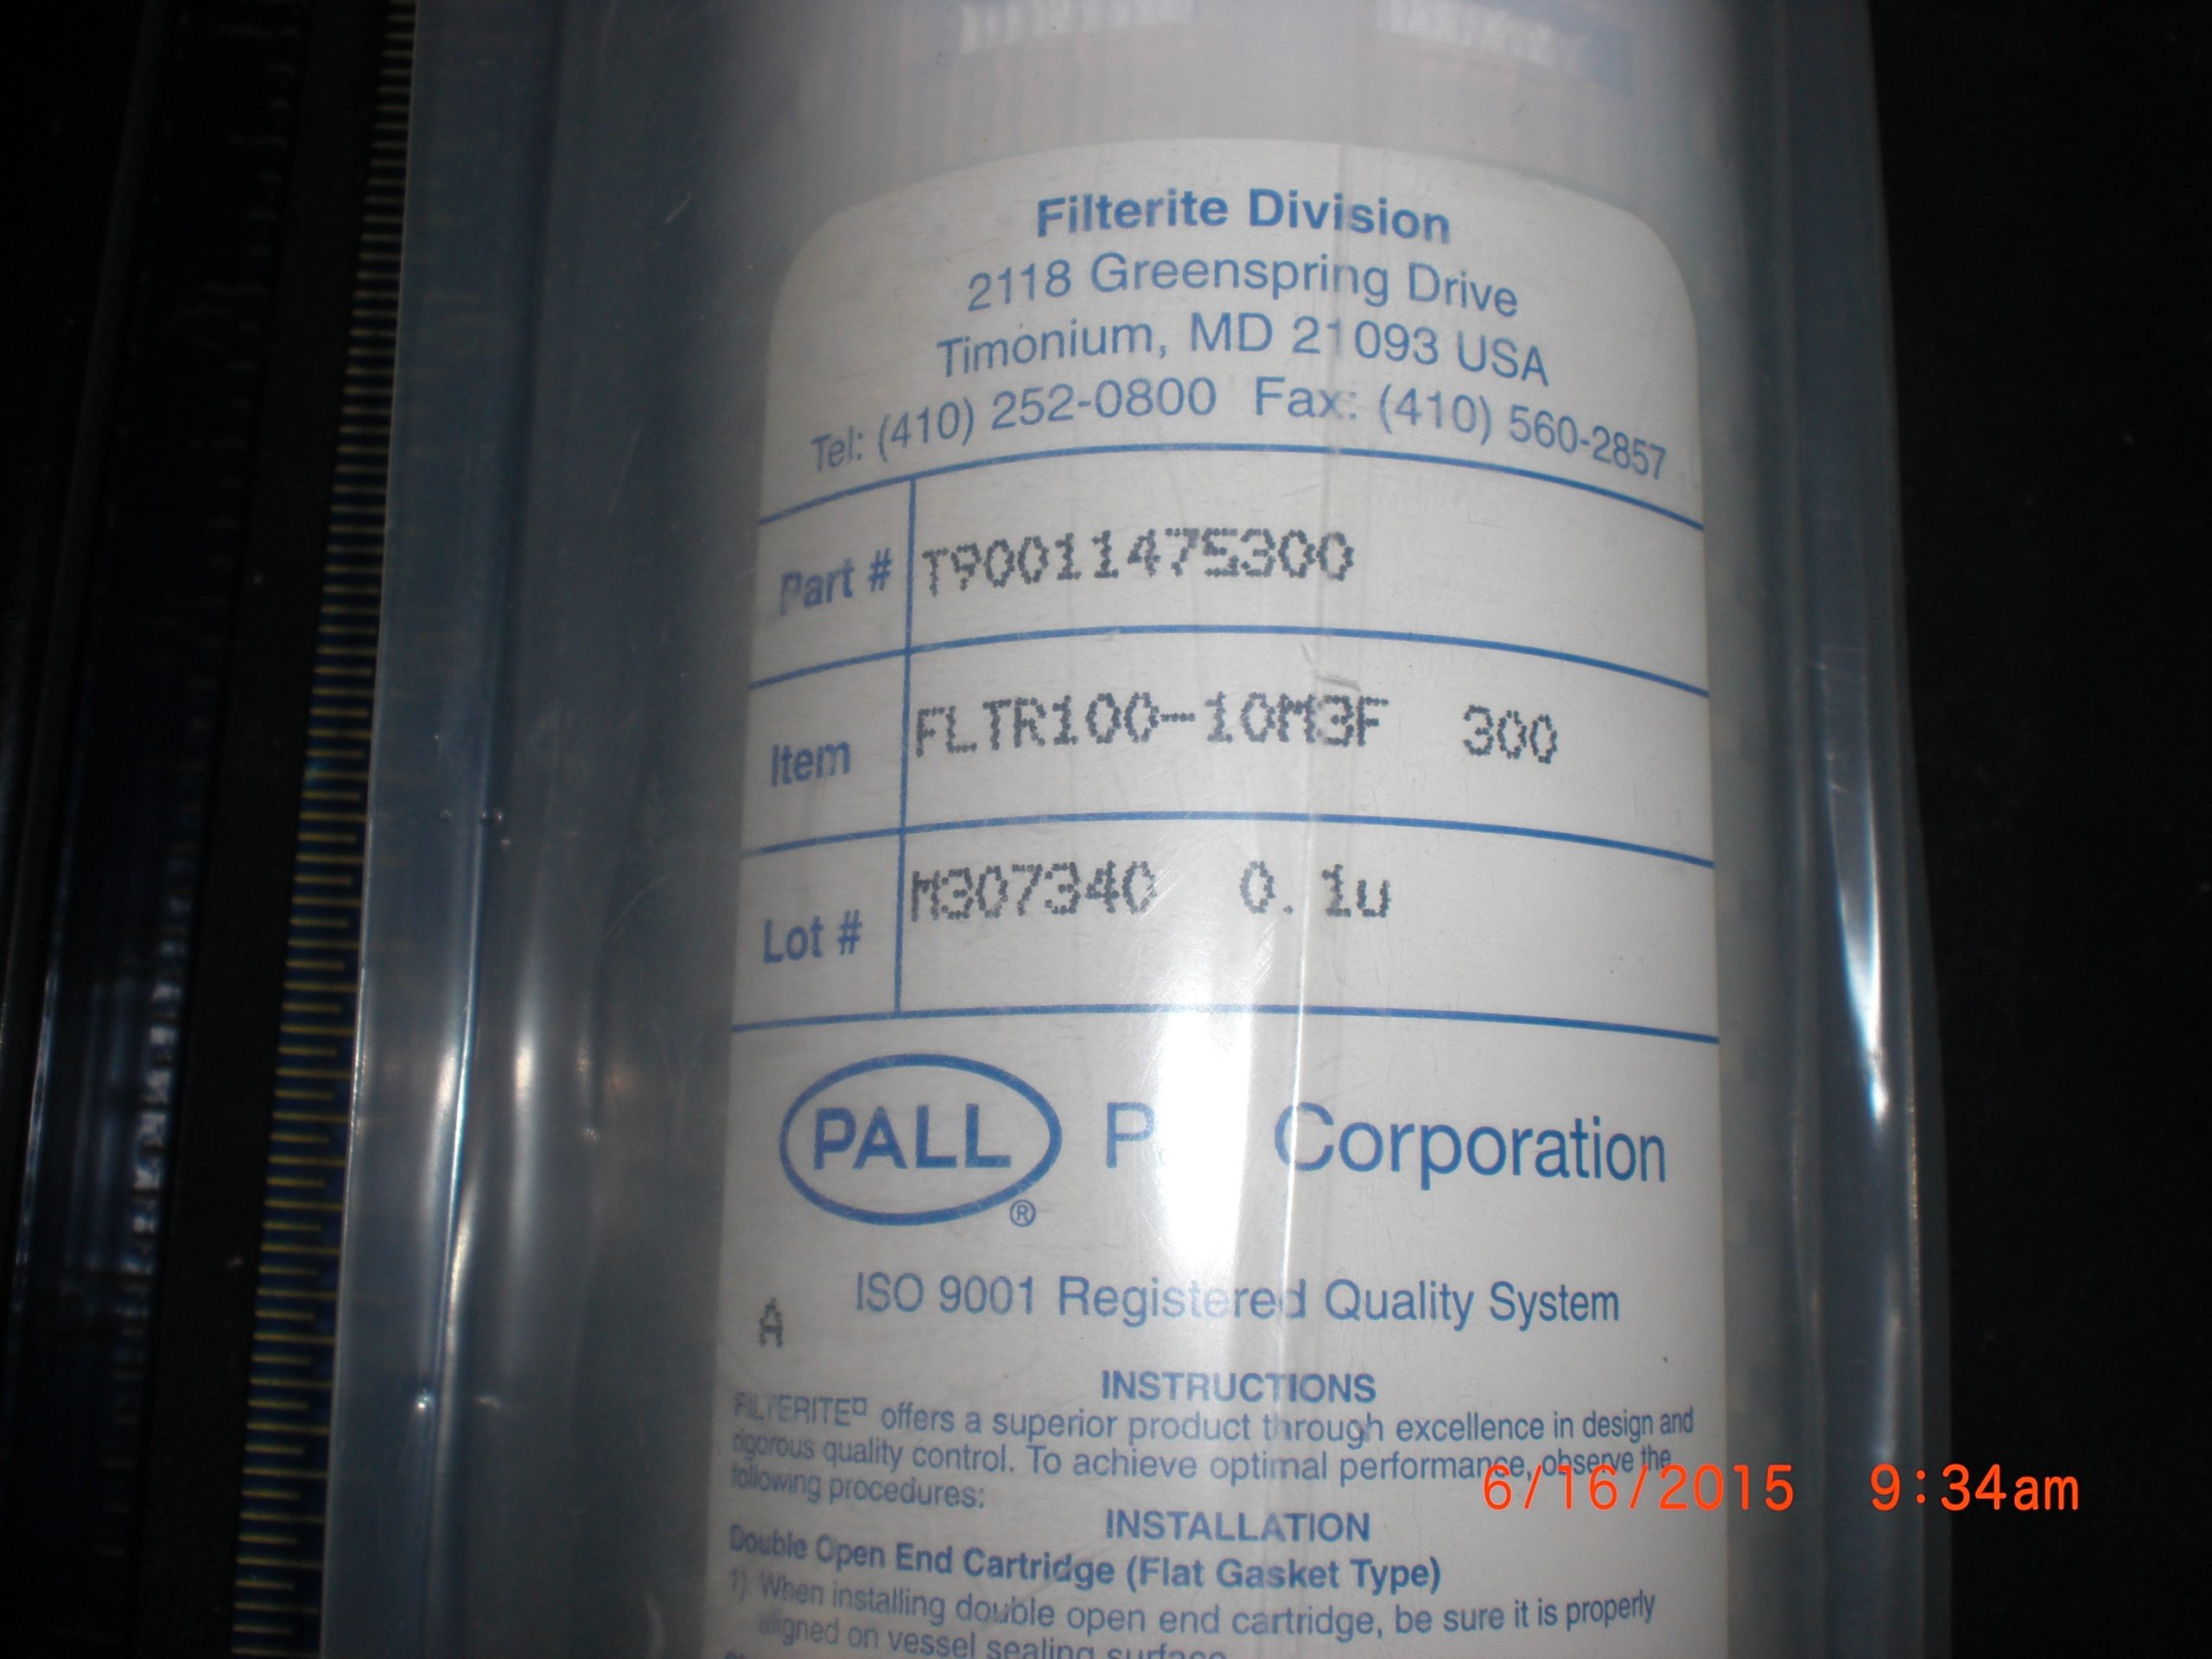 Filterite Division
2118 Greenspring Drive
Timonium, MD 21093 USA
Tel: (410) 252-0800 Fax: (410) 560-2857
Part # T90011475300
Item FLTR100-10M3F 300
Lot # M307340 0.1u
PALL ® Corporation
ISO 9001 Registered Quality System
A
INSTRUCTIONS
FILTERITE offers a superior product through excellence in design and
rigorous quality control. To achieve optimal performance, observe the
following procedures:
6/16/2015 9:34am
INSTALLATION
Double Open End Cartridge (Flat Gasket Type)
1) When installing double open end cartridge, be sure it is properly
aligned on vessel sealing surface